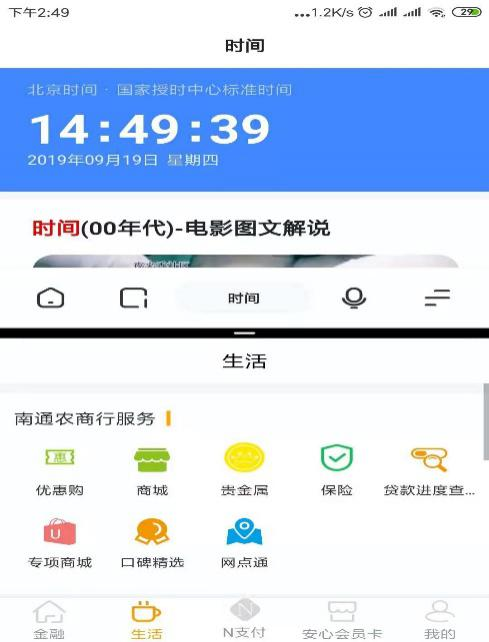 下午2:49
...1.2K/s
29
时间
北京时间 · 国家授时中心标准时间
14:49:39
2019年09月19日 星期四
时间(00年代)-电影图文解说
时间
生活
南通农商行服务
惠
优惠购 商城 贵金属 保险 贷款进度查...
U
专项商城 口碑精选 网点通
N
金融 生活 N支付 安心会员卡 我的